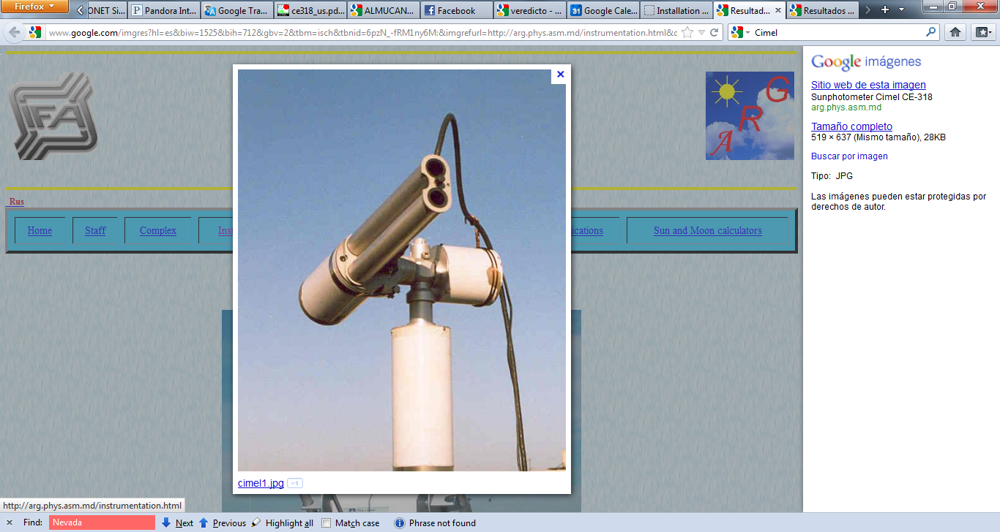 Firefox
ONET Si...
Pandora Int...
Google Tra...
ce318_us.pd...
ALMUCAN...
Facebook
veredicto - ...
Google Cale...
Installation ...
Resultad...
Resultados ...
www.google.com/imgres?hl=es&biw=1525&bih=712&gbv=2&tbm=isch&tbnid=6pzN_-fRM1ny6M:&imgrefurl=http://arg.phys.asm.md/instrumentation.html&c
Cimel
IFA
A R G
Rus
Home
Staff
Complex
Inst
ications
Sun and Moon calculators
cimel1.jpg
+1
Google imágenes
Sitio web de esta imagen
Sunphotometer Cimel CE-318
arg.phys.asm.md
Tamaño completo
519 × 637 (Mismo tamaño), 28KB
Buscar por imagen
Tipo: JPG
Las imágenes pueden estar protegidas por
derechos de autor.
http://arg.phys.asm.md/instrumentation.html
Find: Nevada Next Previous Highlight all Match case Phrase not found